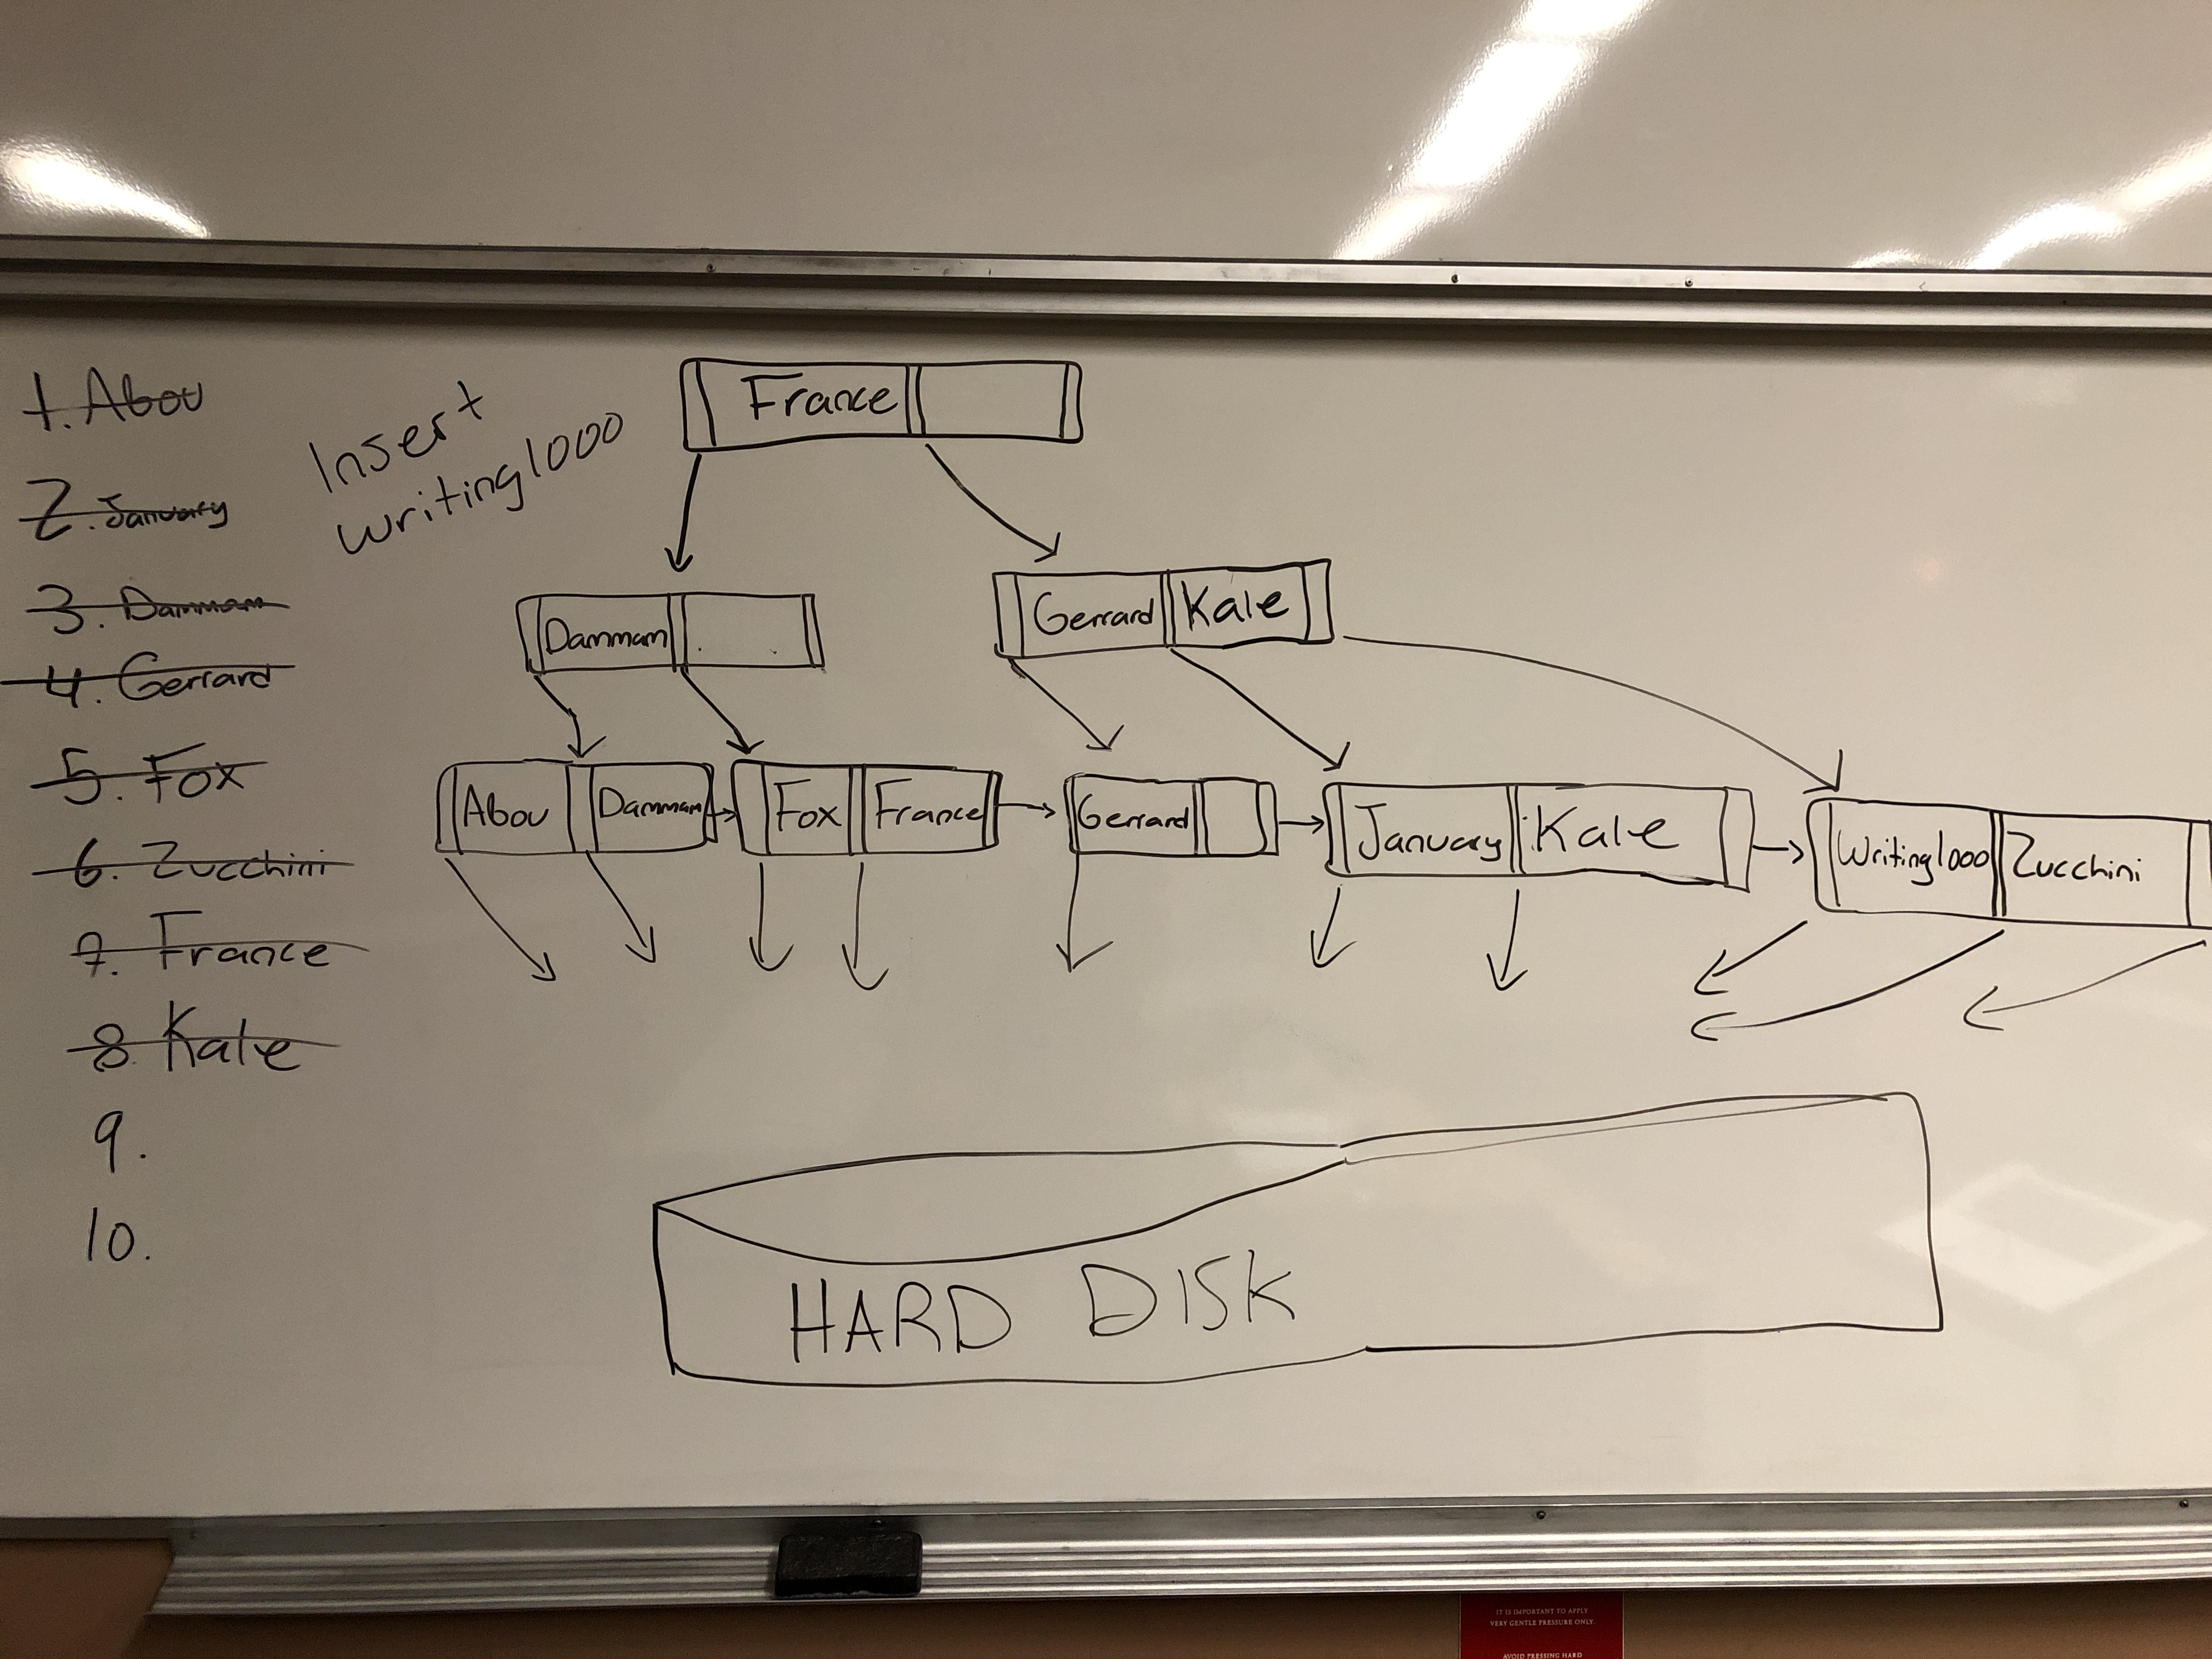 1. Abou
2. January
3. Dammam
4. Gerrard
5. Fox
6. Zucchini
7. France
8. Kale
9.
10.
Insert
Writing1000
France
Dammam
Gerrard Kale
Abou Dammam Fox France Gerrard January Kale Writing1000 Zucchini
HARD DISK
IT IS IMPORTANT TO APPLY
VERY GENTLE PRESSURE ONLY.
AVOID PRESSING HARD